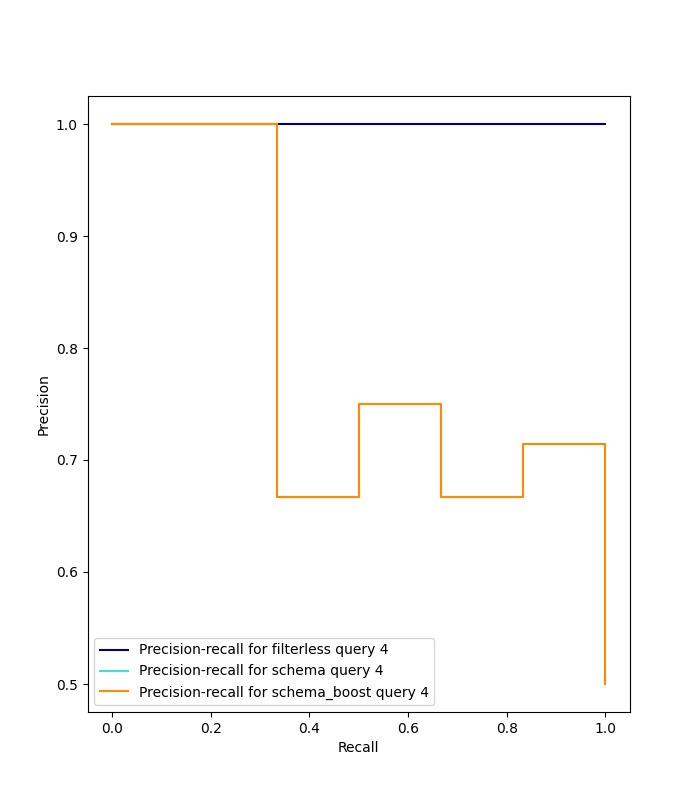 1.0
0.9
0.8
0.7
0.6
0.5
Precision
Precision-recall for filterless query 4
Precision-recall for schema query 4
Precision-recall for schema_boost query 4
0.0 0.2 0.4 0.6 0.8 1.0
Recall